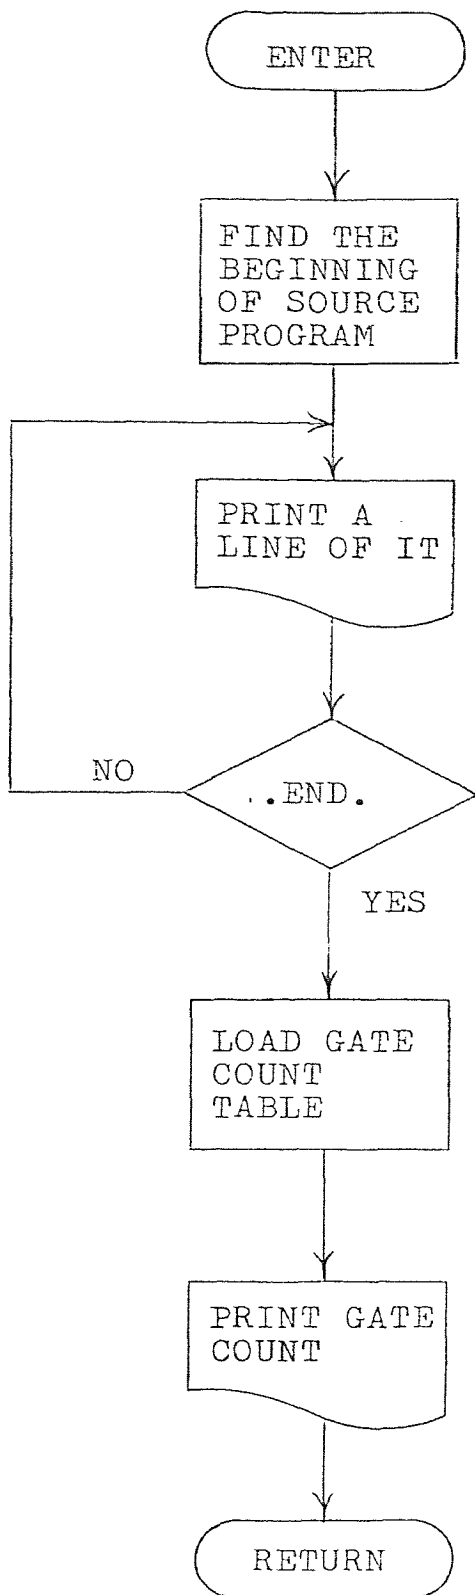 ENTER
FIND THE
BEGINNING
OF SOURCE
PROGRAM
PRINT A
LINE OF IT
NO
.END.
YES
LOAD GATE
COUNT
TABLE
PRINT GATE
COUNT
RETURN